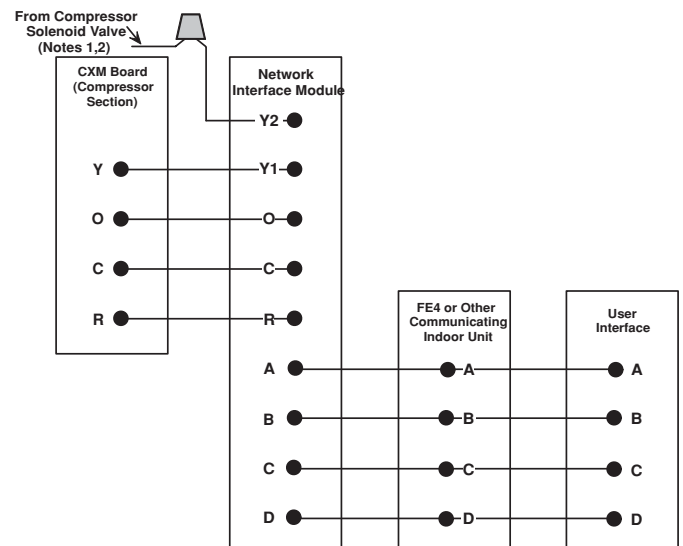 From Compressor
Solenoid Valve
(Notes 1,2)
CXM Board
(Compressor
Section)
Network
Interface Module
Y2
Y Y1
O O
C C
R R
FE4 or Other
Communicating
Indoor Unit
User
Interface
A A A
B B B
C C C
D D D